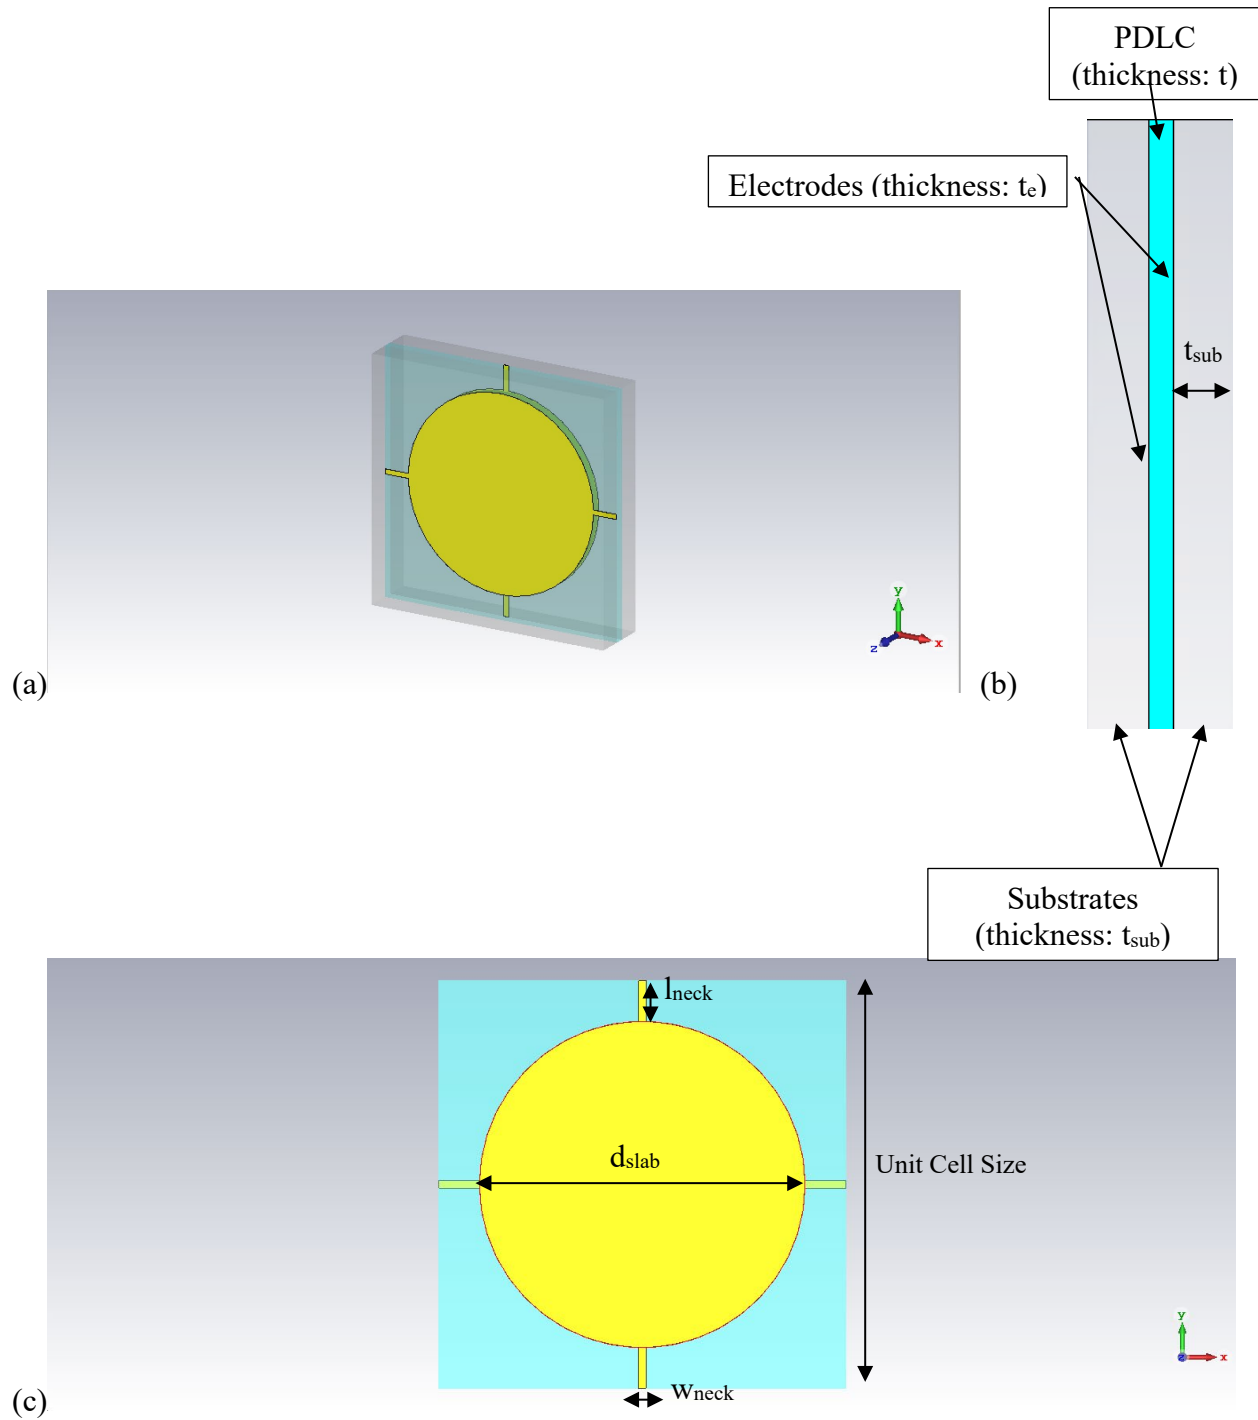 PDLC
(thickness: t)
Electrodes (thickness: te)
tsub
y
x
z
(a)
(b)
Substrates
(thickness: tsub)
lneck
dslab
Unit Cell Size
y
z
x
wneck
(c)